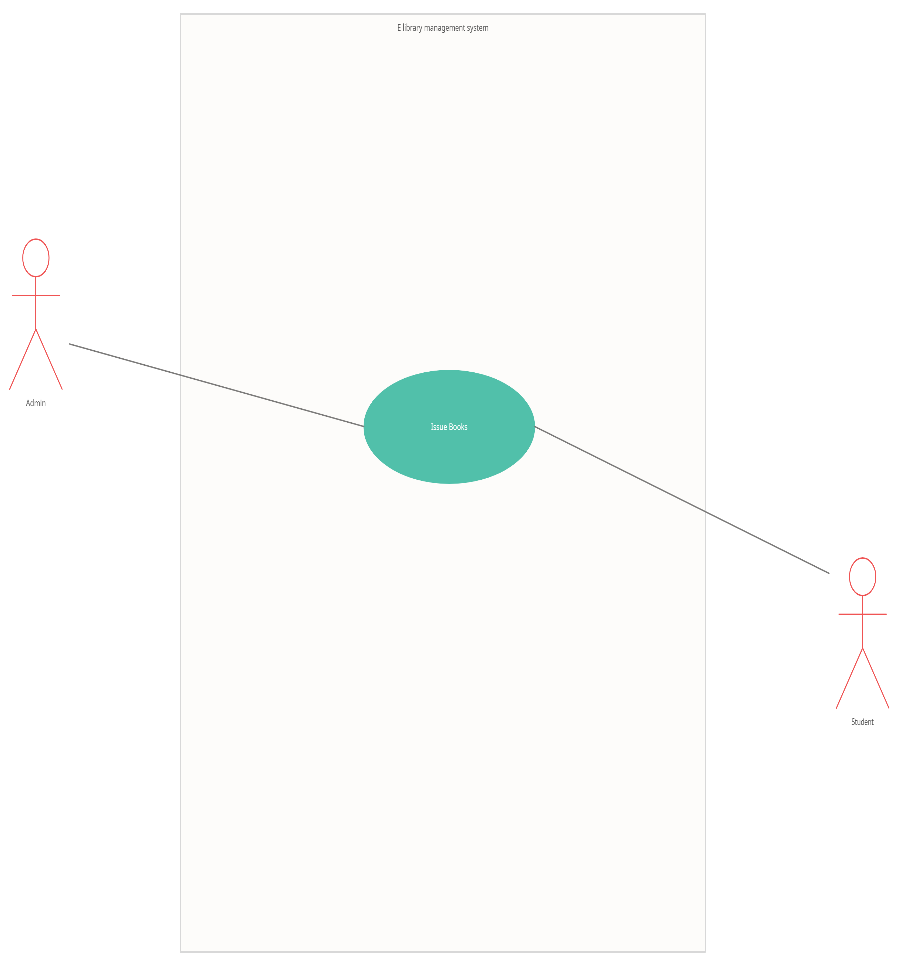 E library management system
Admin
Issue Books
Student